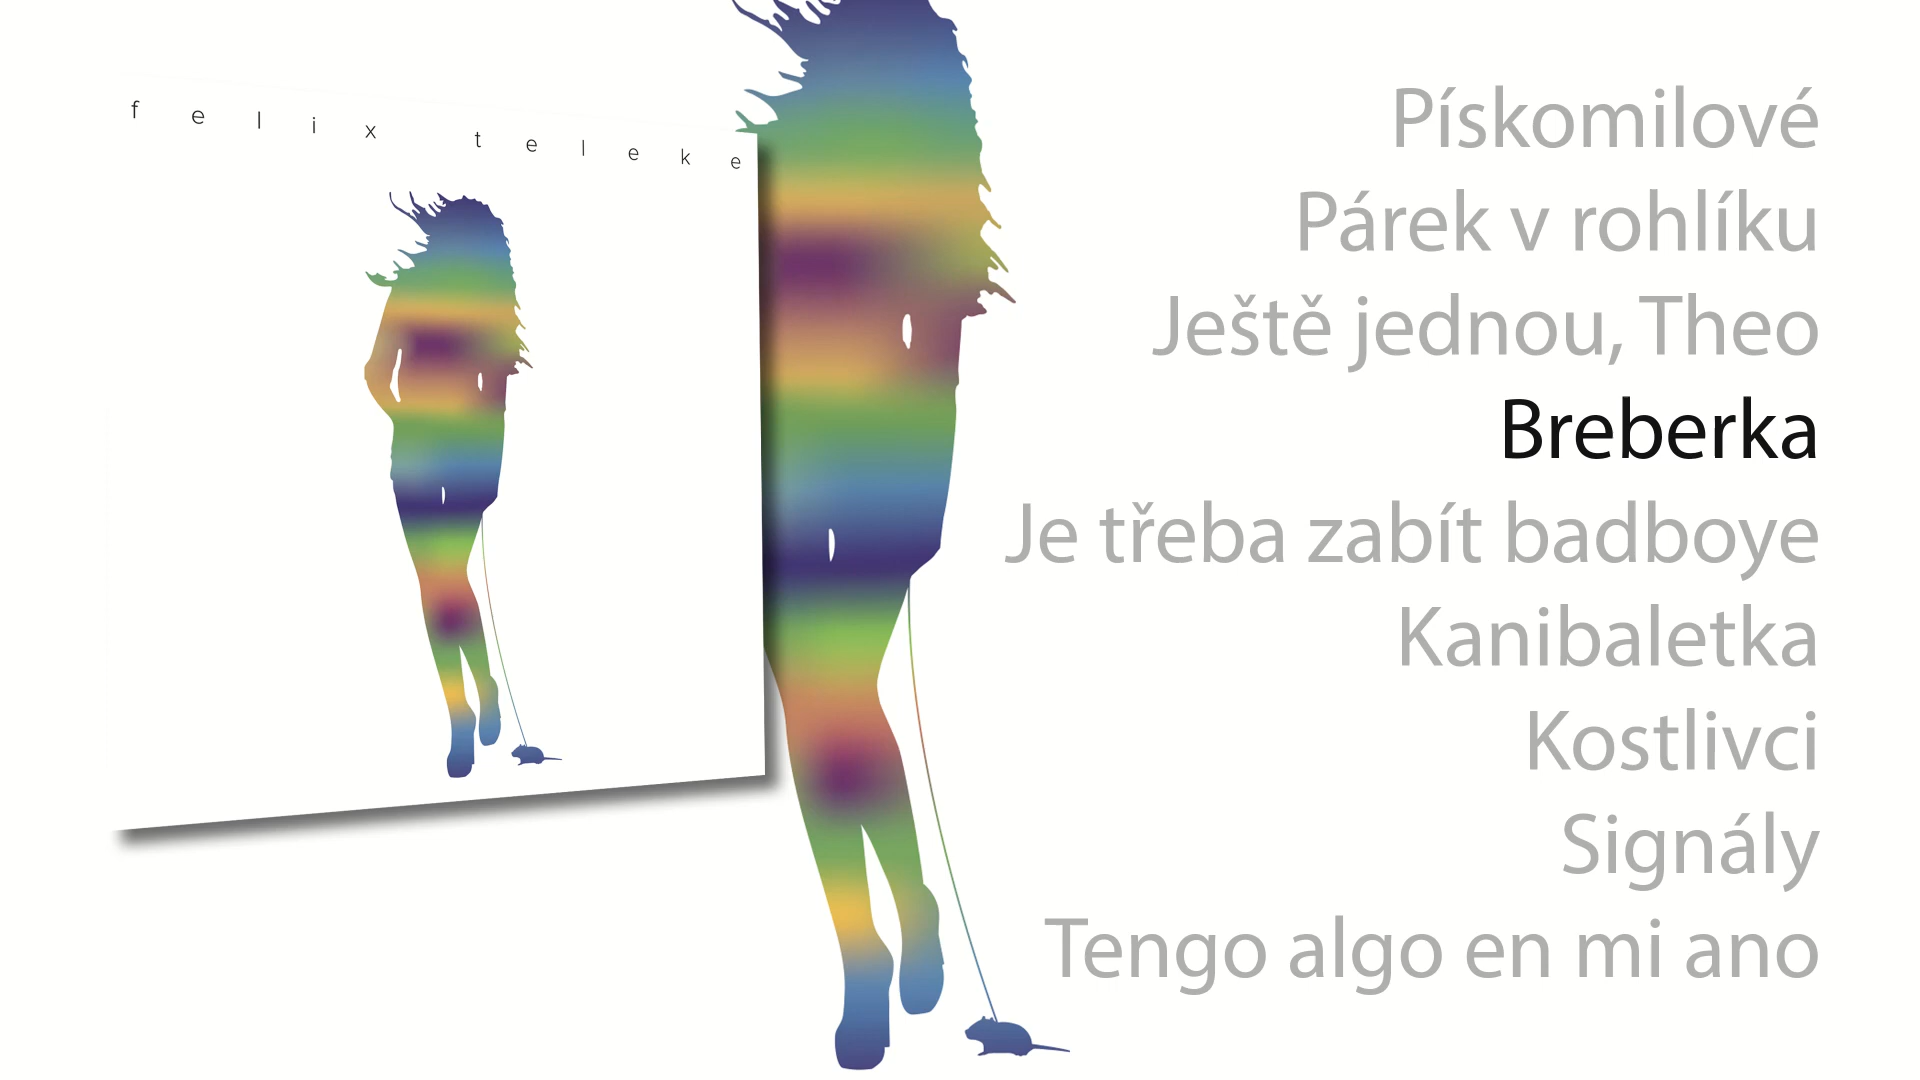 felix teleke
Pískomilové
Párek v rohlíku
Ještě jednou, Theo
Breberka
Je třeba zabít badboye
Kanibaletka
Kostlivci
Signály
Tengo algo en mi ano